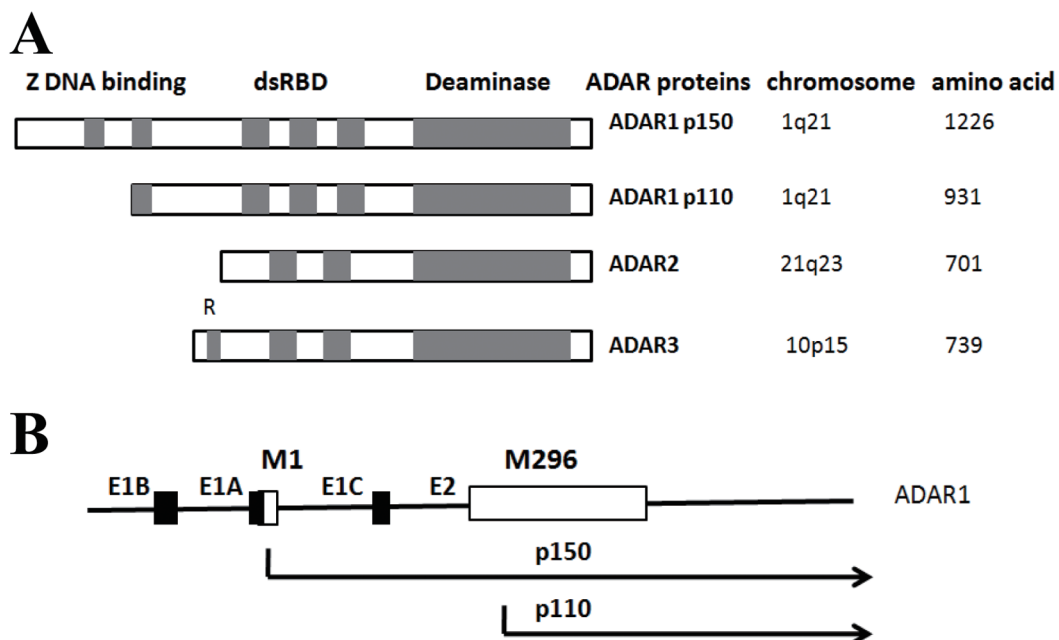 A
Z DNA binding dsRBD Deaminase ADAR proteins chromosome amino acid
ADAR1 p150 1q21 1226
ADAR1 p110 1q21 931
ADAR2 21q23 701
R
ADAR3 10p15 739
B
M1 M296
E1B E1A E1C E2 ADAR1
p150
p110